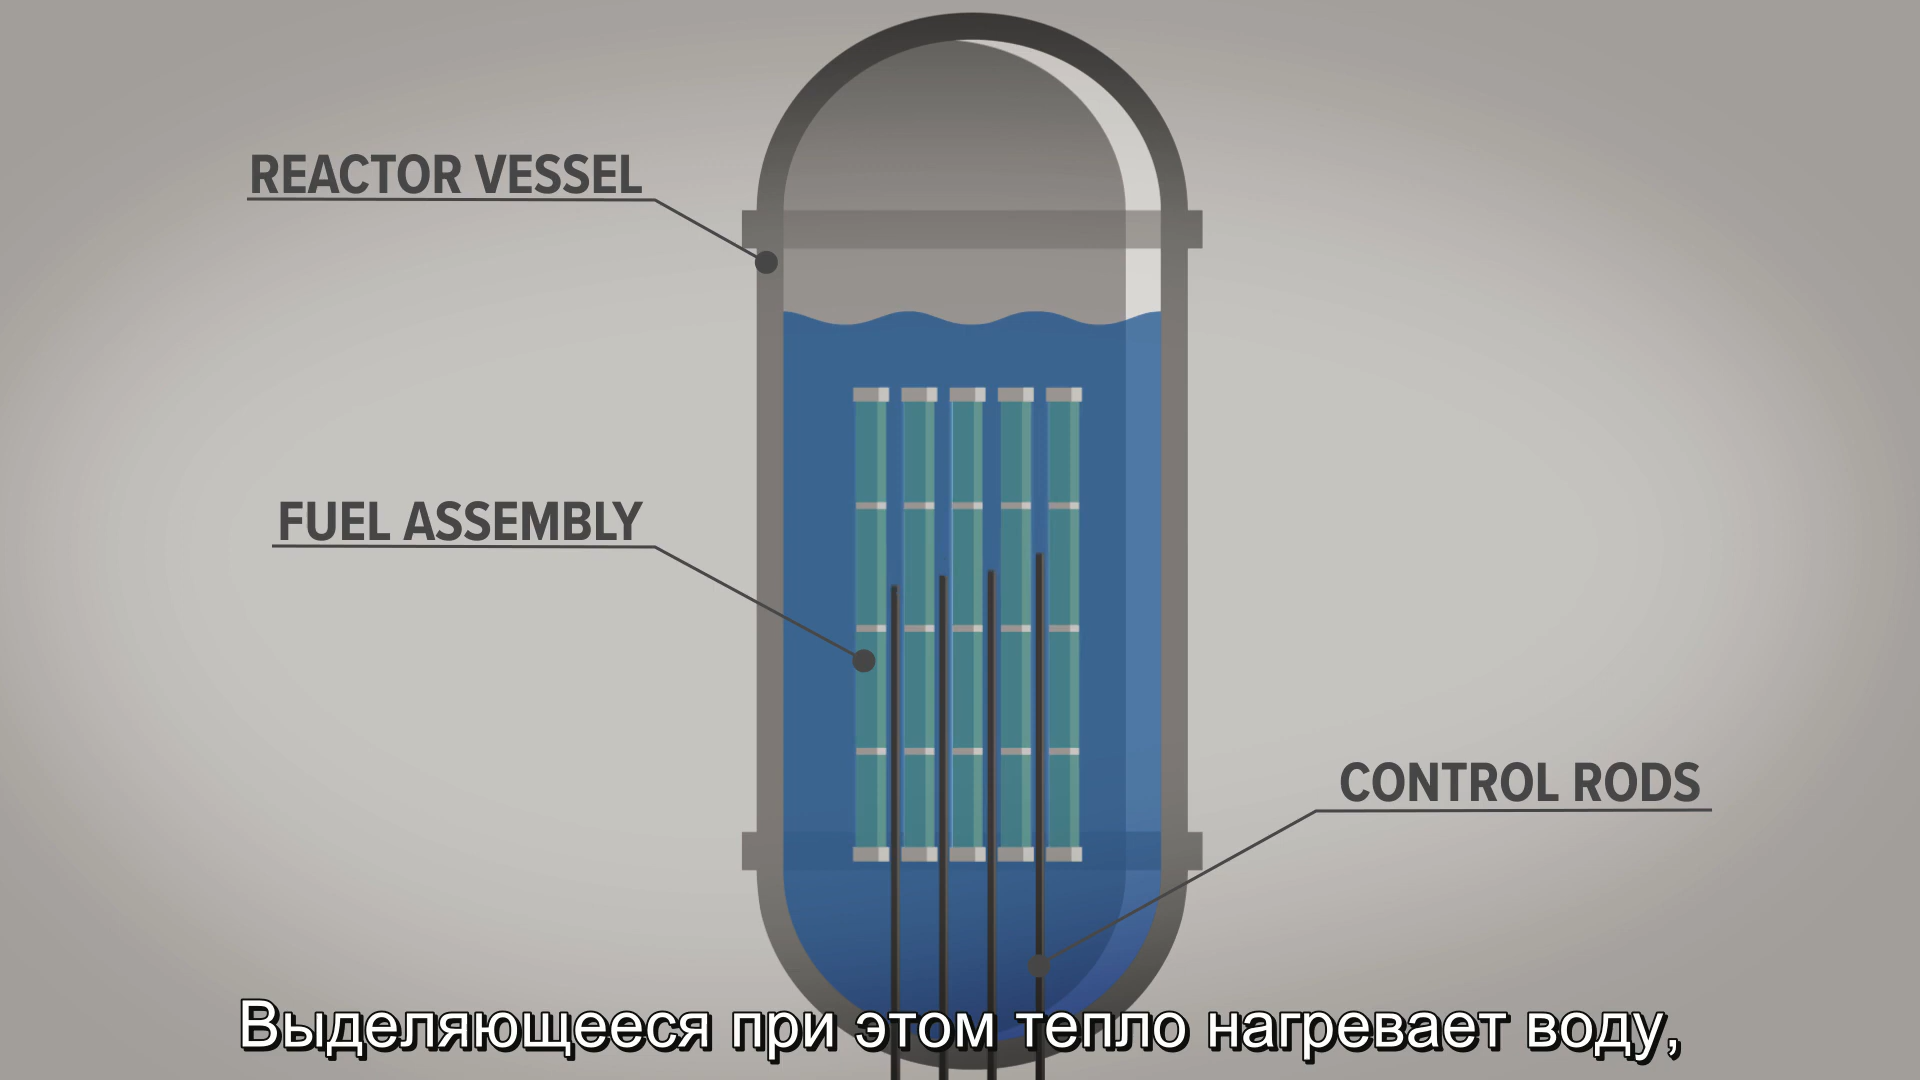 REACTOR VESSEL
FUEL ASSEMBLY
CONTROL RODS
Выделяющееся при этом тепло нагревает воду,